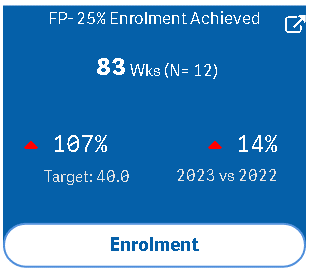 FP- 25% Enrolment Achieved
83 Wks (N= 12)
107% 14%
Target: 40.0 2023 vs 2022
Enrolment